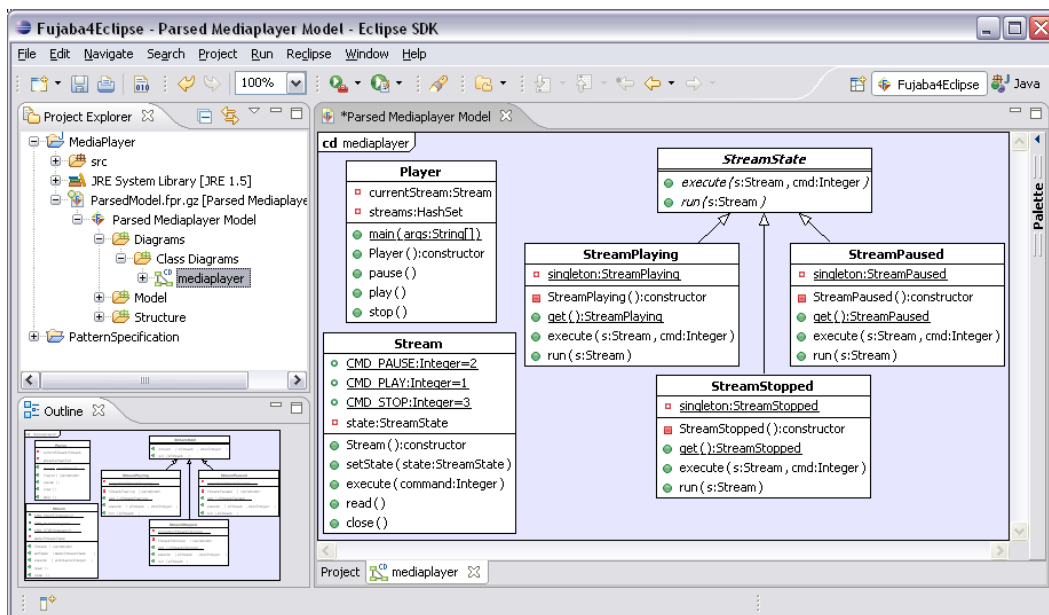 Fujaba4Eclipse - Parsed Mediaplayer Model - Eclipse SDK
File Edit Navigate Search Project Run Reclipse Window Help
100%
Fujaba4Eclipse
Java
Project Explorer
MediaPlayer
src
JRE System Library [JRE 1.5]
ParsedModel.fpr.gz [Parsed Mediaplaye
Parsed Mediaplayer Model
Diagrams
Class Diagrams
mediaplayer
Model
Structure
PatternSpecification
Outline
*Parsed Mediaplayer Model
cd mediaplayer
Player
currentStream:Stream
streams:HashSet
main(args:String[])
Player():constructor
pause()
play()
stop()
Stream
CMD_PAUSE:Integer=2
CMD_PLAY:Integer=1
CMD_STOP:Integer=3
state:StreamState
Stream():constructor
setState(state:StreamState)
execute(command:Integer)
read()
close()
StreamState
execute(s:Stream,cmd:Integer)
run(s:Stream)
StreamPlaying
singleton:StreamPlaying
StreamPlaying():constructor
get():StreamPlaying
execute(s:Stream,cmd:Integer)
run(s:Stream)
StreamPaused
singleton:StreamPaused
StreamPaused():constructor
get():StreamPaused
execute(s:Stream,cmd:Integer)
run(s:Stream)
StreamStopped
singleton:StreamStopped
StreamStopped():constructor
get():StreamStopped
execute(s:Stream,cmd:Integer)
run(s:Stream)
Palette
Project
mediaplayer